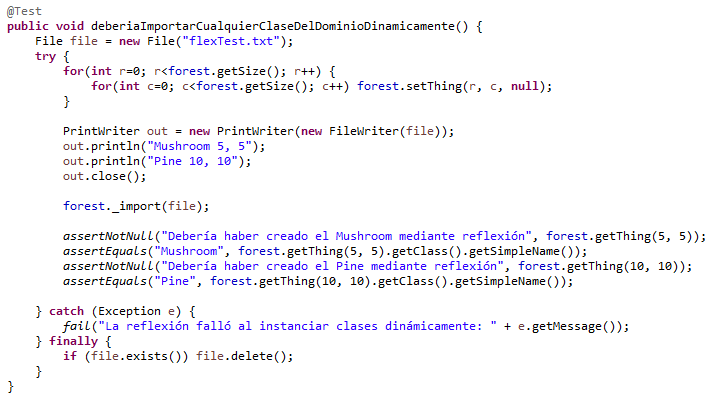 @Test
public void deberiaImportarCualquierClaseDelDominioDinamicamente() {
    File file = new File("flexTest.txt");
    try {
        for(int r=0; r<forest.getSize(); r++) {
            for(int c=0; c<forest.getSize(); c++) forest.setThing(r, c, null);
        }

        PrintWriter out = new PrintWriter(new FileWriter(file));
        out.println("Mushroom 5, 5");
        out.println("Pine 10, 10");
        out.close();

        forest._import(file);

        assertNotNull("Debería haber creado el Mushroom mediante reflexión", forest.getThing(5, 5));
        assertEquals("Mushroom", forest.getThing(5, 5).getClass().getSimpleName());
        assertNotNull("Debería haber creado el Pine mediante reflexión", forest.getThing(10, 10));
        assertEquals("Pine", forest.getThing(10, 10).getClass().getSimpleName());

    } catch (Exception e) {
        fail("La reflexión falló al instanciar clases dinámicamente: " + e.getMessage());
    } finally {
        if (file.exists()) file.delete();
    }
}